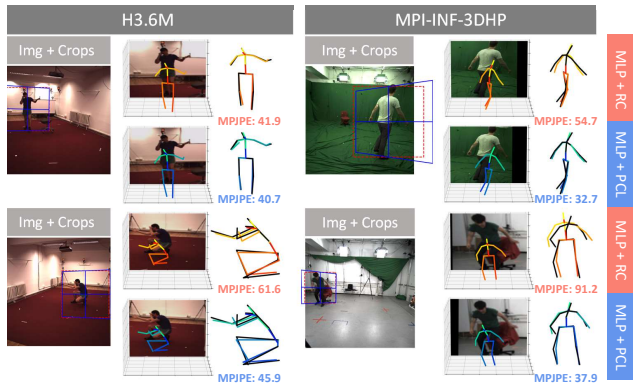 H3.6M
MPI-INF-3DHP
Img + Crops
Img + Crops
MPJPE: 41.9
MPJPE: 54.7
MLP + RC
MPJPE: 40.7
MPJPE: 32.7
MLP + PCL
Img + Crops
Img + Crops
MPJPE: 61.6
MPJPE: 91.2
MLP + RC
MPJPE: 45.9
MPJPE: 37.9
MLP + PCL